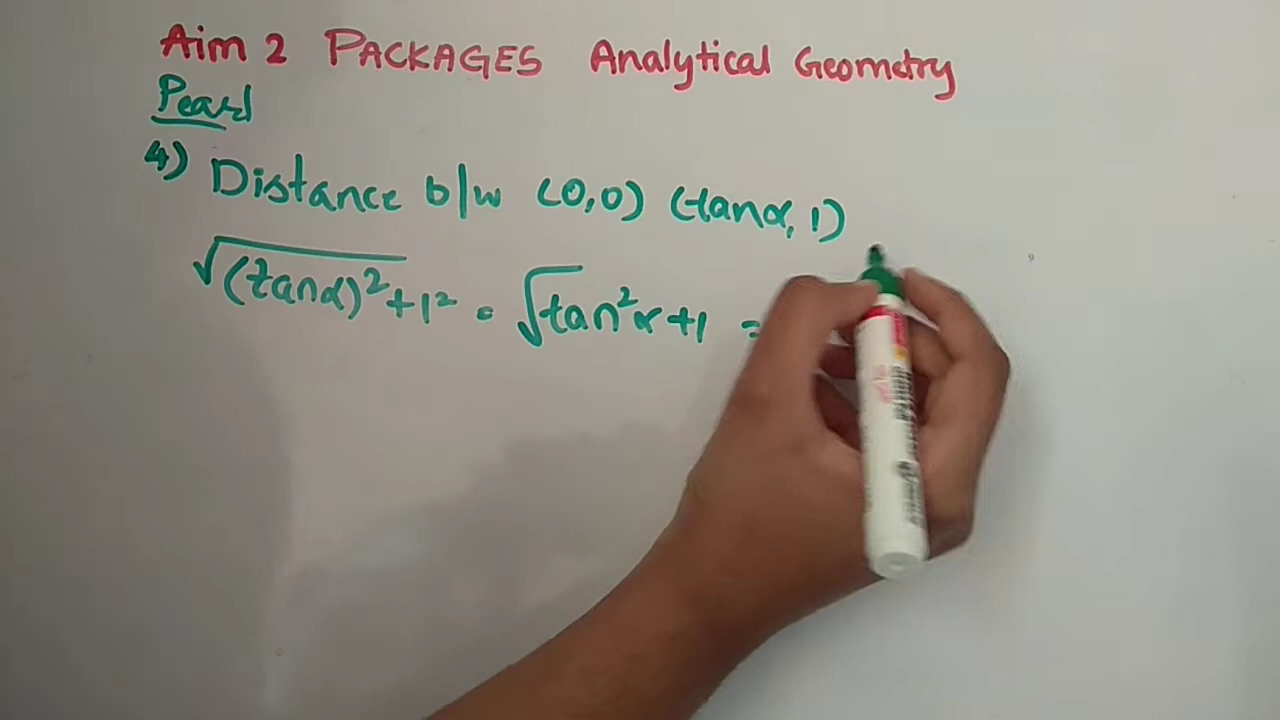 Aim 2 PACKAGES Analytical Geometry
Pearl
4) Distance b/w (0,0) (tanα, 1)
√(tanα)²+1² = √tan²α+1 =